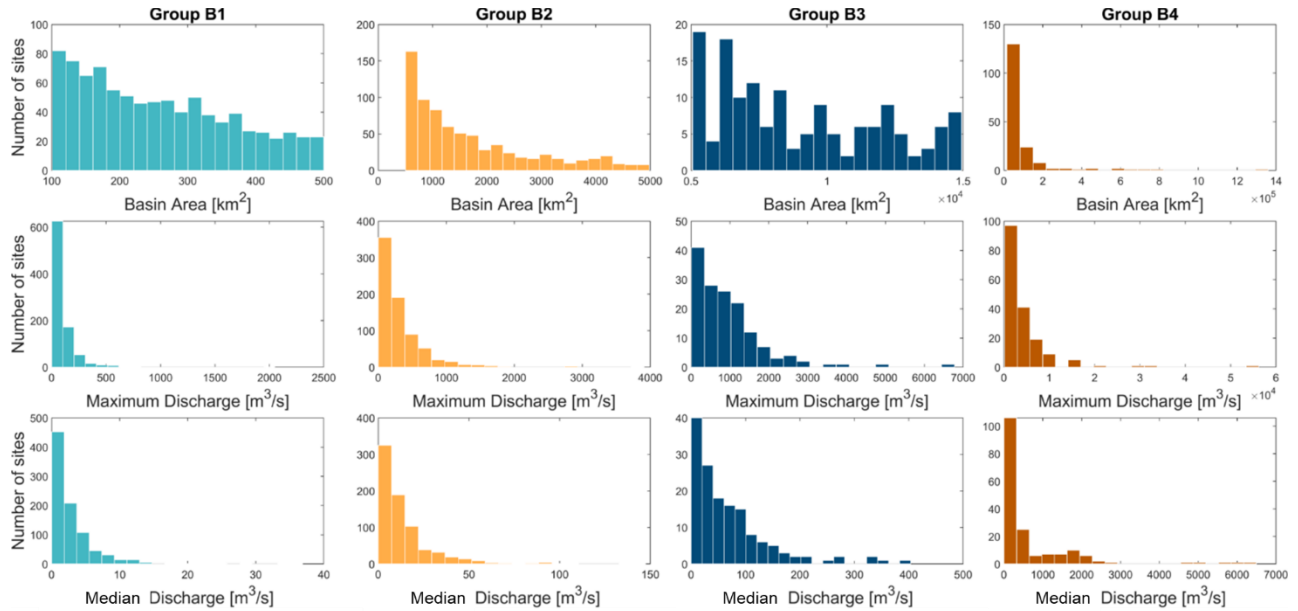 Group B1 Group B2 Group B3 Group B4
Number of sites
100 80 60 40 20 0
100 200 300 400 500
Basin Area [km²]
200 150 100 50 0
0 1000 2000 3000 4000 5000
Basin Area [km²]
20 15 10 5 0
0.5 1 1.5
×10⁴
Basin Area [km²]
150 100 50 0
0 2 4 6 8 10 12 14
×10⁵
Basin Area [km²]
Number of sites
600 400 200 0
0 500 1000 1500 2000 2500
Maximum Discharge [m³/s]
400 300 200 100 0
0 1000 2000 3000 4000
Maximum Discharge [m³/s]
50 40 30 20 10 0
0 1000 2000 3000 4000 5000 6000 7000
Maximum Discharge [m³/s]
100 80 60 40 20 0
0 1 2 3 4 5 6
×10⁴
Maximum Discharge [m³/s]
Number of sites
500 400 300 200 100 0
0 10 20 30 40
Median Discharge [m³/s]
400 300 200 100 0
0 50 100 150
Median Discharge [m³/s]
40 30 20 10 0
0 100 200 300 400 500
Median Discharge [m³/s]
100 80 60 40 20 0
0 1000 2000 3000 4000 5000 6000 7000
Median Discharge [m³/s]